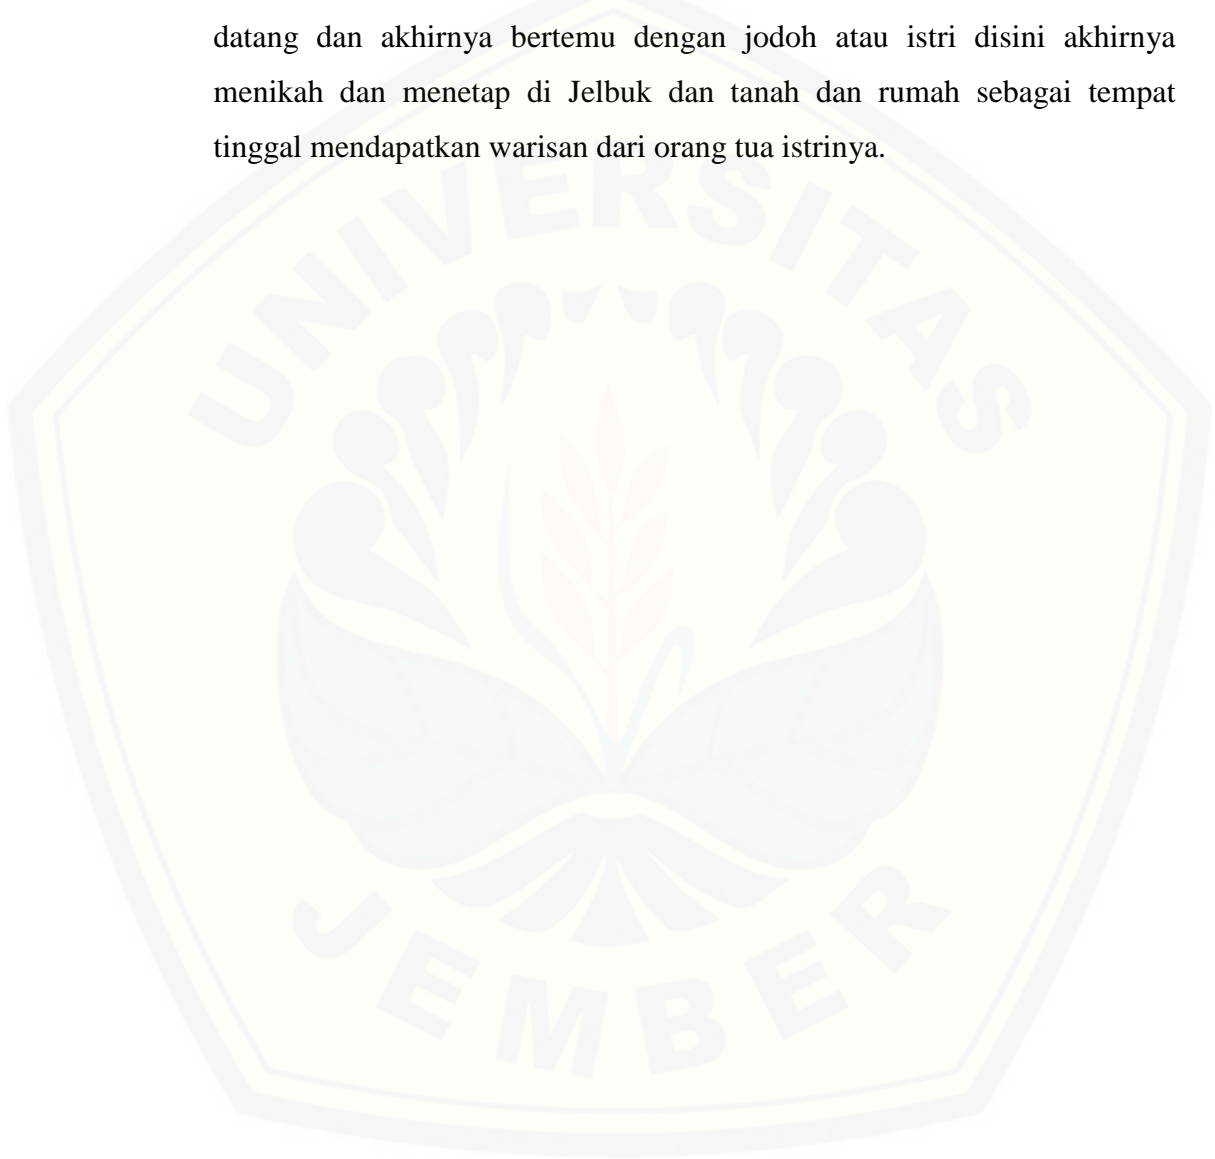 datang dan akhirnya bertemu dengan jodoh atau istri disini akhirnya
menikah dan menetap di Jelbuk dan tanah dan rumah sebagai tempat
tinggal mendapatkan warisan dari orang tua istrinya.
UNIVERSITAS
JEMBER